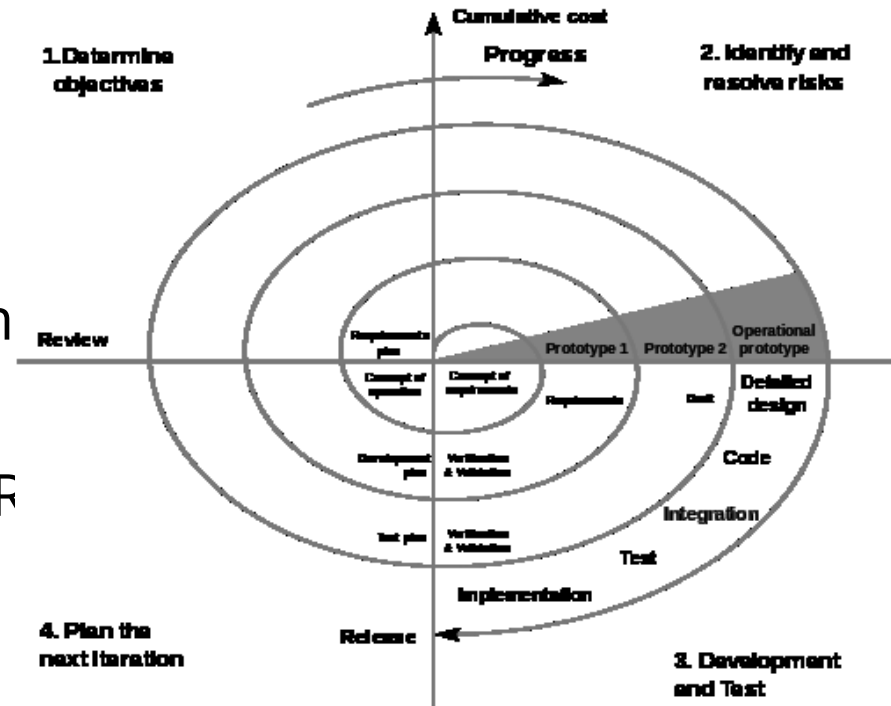 Cumulative cost
Progress
1.Determine
objectives
2. Identify and
resolve risks
n
Review
Requirements
plan
Prototype 1
Prototype 2
Operational
prototype
Concept of
operation
Concept of
requirements
Requirements
Detailed
design
Development
plan
Verification
& Validation
Code
R
Integration
Test plan
Verification
& Validation
Test
Implementation
Release
4. Plan the
next iteration
3. Development
and Test